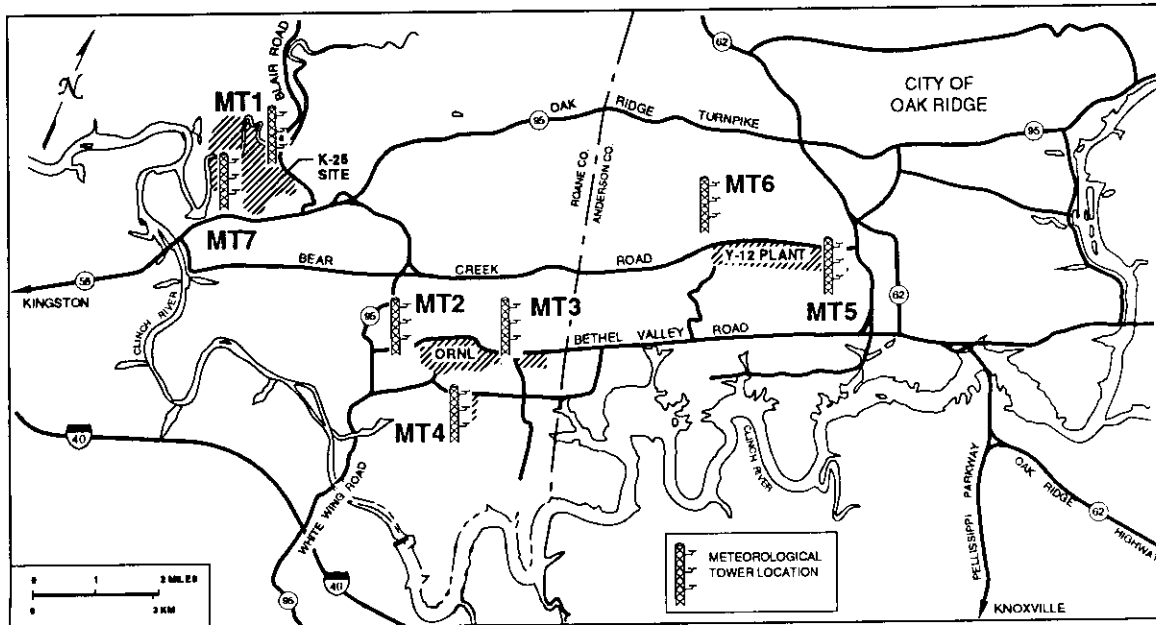 N
BLAIR ROAD
MT1
K-25
SITE
62
95
OAK RIDGE TURNPIKE
CITY OF
OAK RIDGE
95
ROANE CO.
ANDERSON CO.
MT6
MT7
BEAR CREEK ROAD
Y-12 PLANT
58
KINGSTON
CLINCH RIVER
95
MT2
MT3
MT5
62
ORNL
BETHEL VALLEY ROAD
MT4
40
WHITE WING ROAD
CLINCH RIVER
PELLISSIPPI PARKWAY
OAK RIDGE HIGHWAY
62
METEOROLOGICAL
TOWER LOCATION
0 1 2 MILES
0 3 KM
95
40
KNOXVILLE